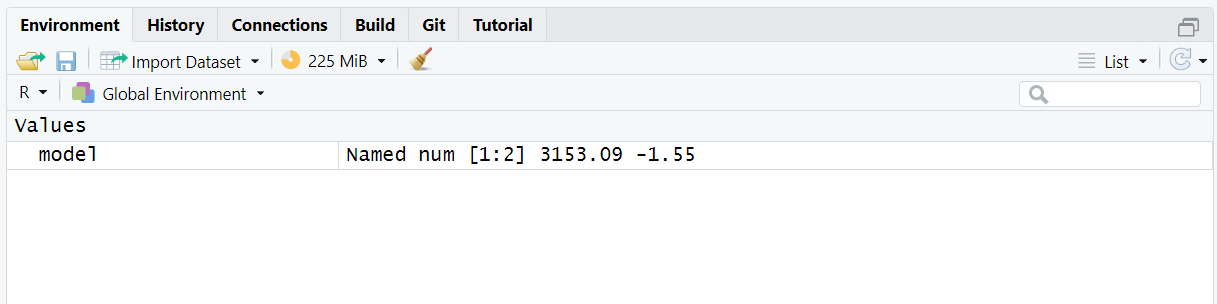 Environment History Connections Build Git Tutorial
Import Dataset 225 MiB List
R Global Environment
Values
model Named num [1:2] 3153.09 -1.55